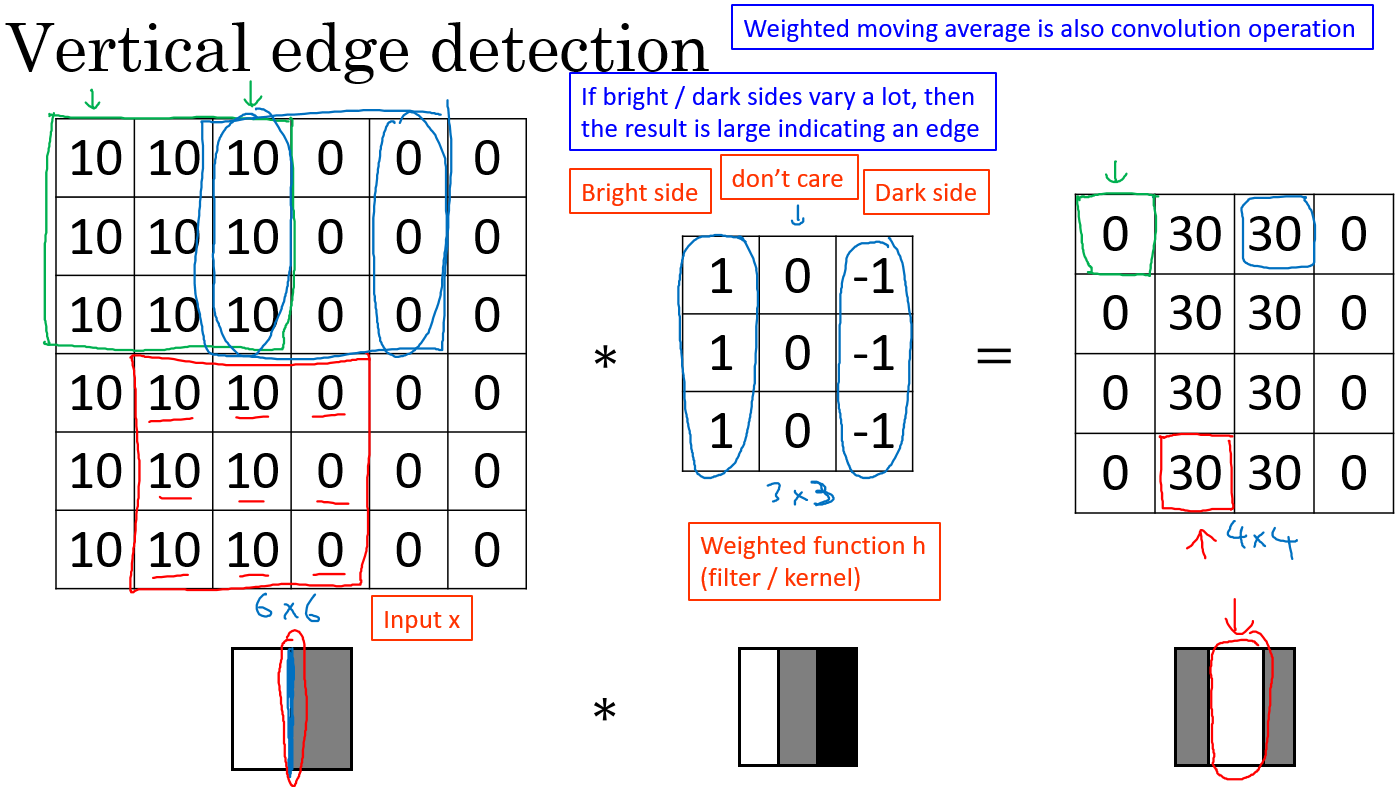 Vertical edge detection
Weighted moving average is also convolution operation
If bright / dark sides vary a lot, then
the result is large indicating an edge
Bright side
don't care
Dark side
10 10 10 0 0 0
10 10 10 0 0 0
10 10 10 0 0 0
10 10 10 0 0 0
10 10 10 0 0 0
10 10 10 0 0 0
6 x 6
Input x
*
1 0 -1
1 0 -1
1 0 -1
3 x 3
Weighted function h
(filter / kernel)
=
0 30 30 0
0 30 30 0
0 30 30 0
0 30 30 0
4 x 4
*